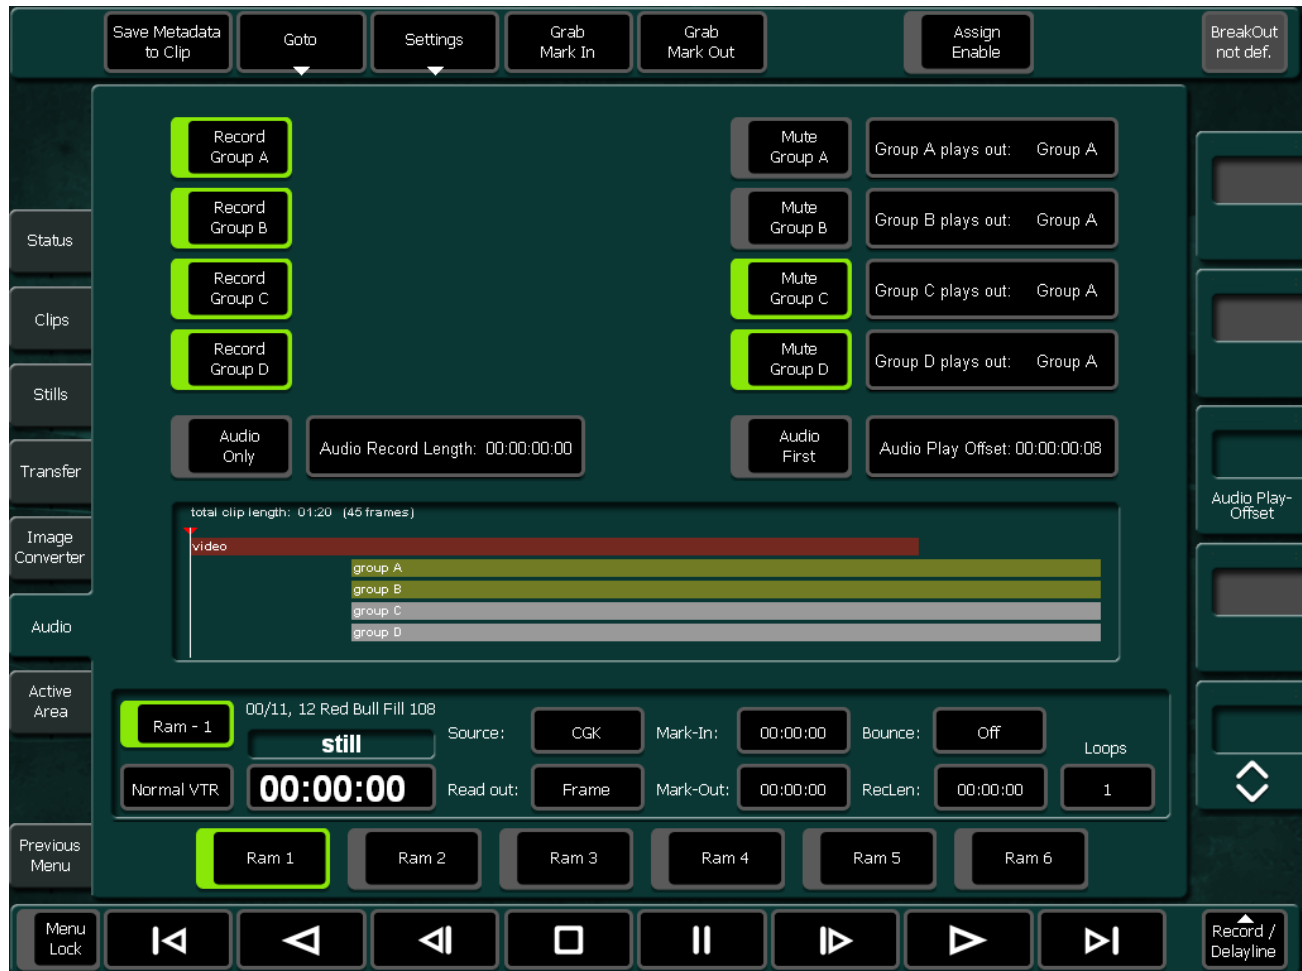 Save Metadata
to Clip
Goto
Settings
Grab
Mark In
Grab
Mark Out
Assign
Enable
BreakOut
not def.
Record
Group A
Mute
Group A
Group A plays out: Group A
Record
Group B
Mute
Group B
Group B plays out: Group A
Record
Group C
Mute
Group C
Group C plays out: Group A
Record
Group D
Mute
Group D
Group D plays out: Group A
Audio
Only
Audio Record Length: 00:00:00:00
Audio
First
Audio Play Offset: 00:00:00:08
Status
Clips
Stills
Transfer
Image
Converter
Audio
Active
Area
Previous
Menu
Audio Play-
Offset
total clip length: 01:20 (45 frames)
video
group A
group B
group C
group D
Ram - 1
00/11, 12 Red Bull Fill 108
still
Source: CGK
Mark-In: 00:00:00
Bounce: Off
Loops
Normal VTR
00:00:00
Read out: Frame
Mark-Out: 00:00:00
RecLen: 00:00:00
1
Ram 1
Ram 2
Ram 3
Ram 4
Ram 5
Ram 6
Menu
Lock
Record /
Delayline